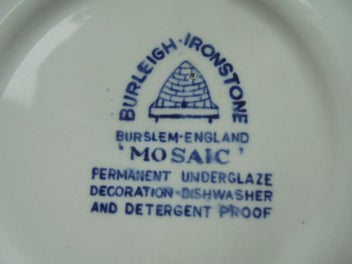 BURLEIGH·IRONSTONE
BURSLEM-ENGLAND
'MOSAIC'
PERMANENT UNDERGLAZE
DECORATION-DISHWASHER
AND DETERGENT PROOF